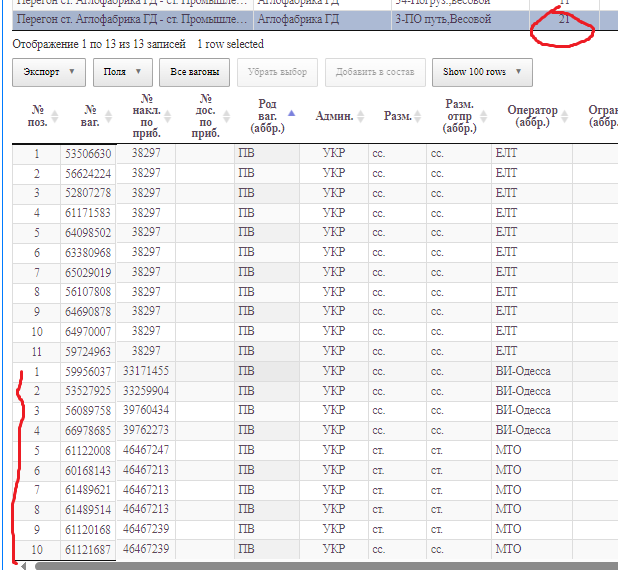 Перегон ст. Аглофабрика ГД - ст. Промышле... Аглофабрика ГД 11
Перегон ст. Аглофабрика ГД - ст. Промышле... Аглофабрика ГД 3-ПО путь,Весовой 21
Отображение 1 по 13 из 13 записей 1 row selected
Экспорт Поля Все вагоны Убрать выбор Добавить в состав Show 100 rows
№ поз. № ваг. № накл. по приб. № дос. по приб. Род ваг. (аббр.) Админ. Разм. Разм. отпр (аббр.) Оператор (аббр.) Огран (аббр.
1 53506630 38297 ПВ УКР сс. сс. ЕЛТ
2 56624224 38297 ПВ УКР сс. сс. ЕЛТ
3 52807278 38297 ПВ УКР сс. сс. ЕЛТ
4 61171583 38297 ПВ УКР сс. сс. ЕЛТ
5 64098502 38297 ПВ УКР сс. сс. ЕЛТ
6 63380968 38297 ПВ УКР сс. сс. ЕЛТ
7 65029019 38297 ПВ УКР сс. сс. ЕЛТ
8 56107808 38297 ПВ УКР сс. сс. ЕЛТ
9 64690878 38297 ПВ УКР сс. сс. ЕЛТ
10 64970007 38297 ПВ УКР сс. сс. ЕЛТ
11 59724963 38297 ПВ УКР сс. сс. ЕЛТ
1 59956037 33171455 ПВ УКР сс. сс. ВИ-Одесса
2 53527925 33259904 ПВ УКР сс. сс. ВИ-Одесса
3 56089758 39760434 ПВ УКР сс. сс. ВИ-Одесса
4 66978685 39762273 ПВ УКР сс. сс. ВИ-Одесса
5 61122008 46467247 ПВ УКР ст. ст. МТО
6 60168143 46467213 ПВ УКР ст. ст. МТО
7 61489621 46467213 ПВ УКР ст. ст. МТО
8 61489514 46467213 ПВ УКР ст. ст. МТО
9 61120168 46467239 ПВ УКР ст. ст. МТО
10 61121687 46467239 ПВ УКР сс. сс. МТО